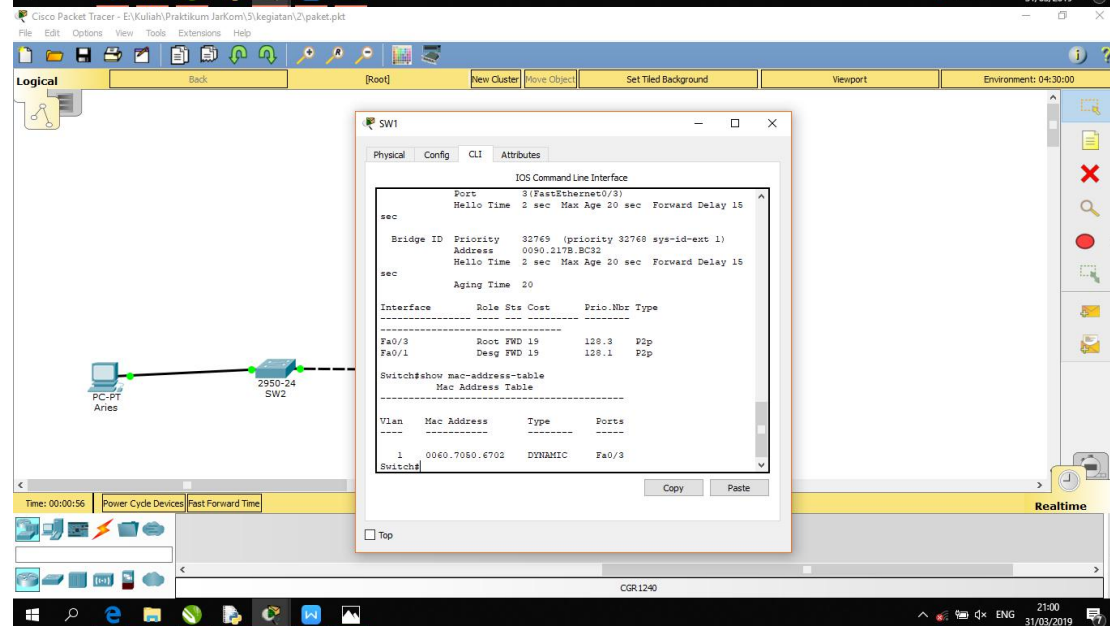 Cisco Packet Tracer - E:\Kuliah\Praktikum JarKom\5\kegiatan\2\paket.pkt
File Edit Options View Tools Extensions Help
Logical Back [Root] New Cluster Move Object Set Tiled Background Viewport Environment: 04:30:00
SW1
Physical Config CLI Attributes
IOS Command Line Interface
Port 3(FastEthernet0/3)
Hello Time 2 sec Max Age 20 sec Forward Delay 15
sec
Bridge ID Priority 32769 (priority 32768 sys-id-ext 1)
Address 0090.217B.BC32
Hello Time 2 sec Max Age 20 sec Forward Delay 15
sec
Aging Time 20
Interface Role Sts Cost Prio.Nbr Type
---------------- ---- --- --------- --------
--------------------------------
Fa0/3 Root FWD 19 128.3 P2p
Fa0/1 Desg FWD 19 128.1 P2p
Switch#show mac-address-table
Mac Address Table
-------------------------------------------
Vlan Mac Address Type Ports
---- ----------- -------- -----
1 0060.7050.6702 DYNAMIC Fa0/3
Switch#
Copy Paste
Top
PC-PT
Aries
2950-24
SW2
Time: 00:00:56 Power Cycle Devices Fast Forward Time
Realtime
CGR1240
ENG
21:00
31/03/2019